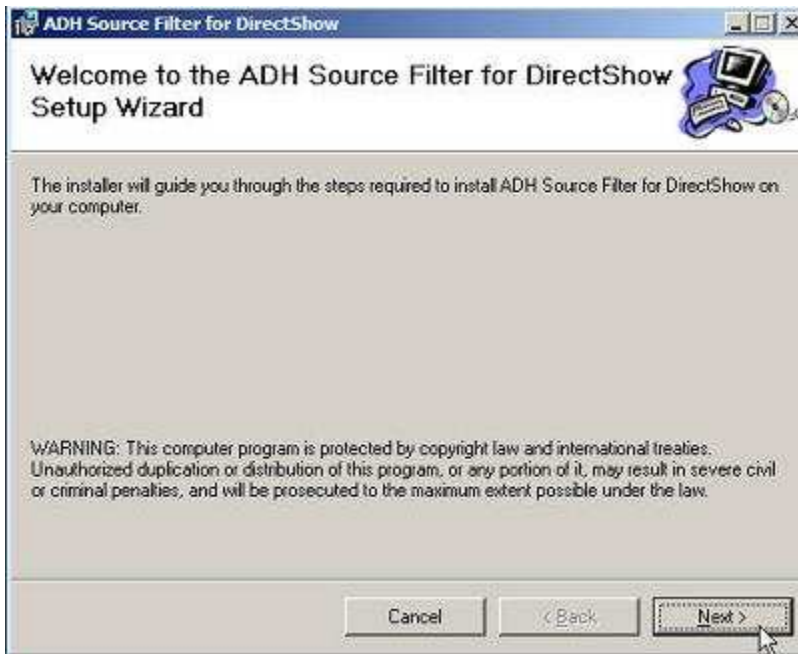 ADH Source Filter for DirectShow
Welcome to the ADH Source Filter for DirectShow
Setup Wizard
The installer will guide you through the steps required to install ADH Source Filter for DirectShow on
your computer.
WARNING: This computer program is protected by copyright law and international treaties.
Unauthorized duplication or distribution of this program, or any portion of it, may result in severe civil
or criminal penalties, and will be prosecuted to the maximum extent possible under the law.
Cancel < Back Next >